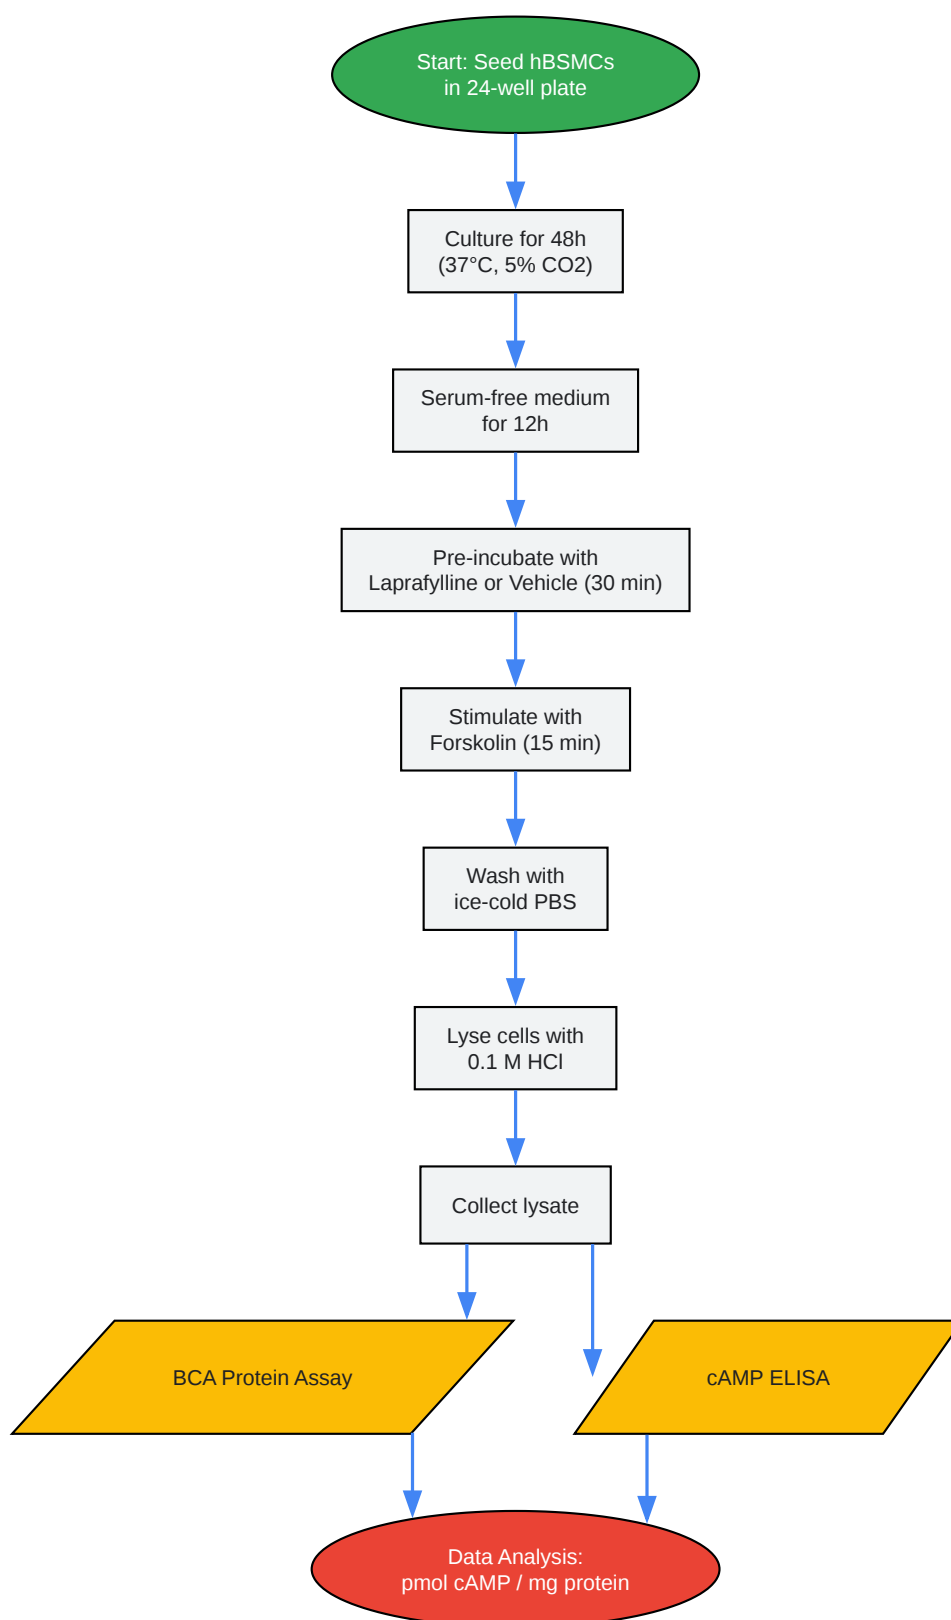 Start: Seed hBSMCs
in 24-well plate
Culture for 48h
(37°C, 5% CO2)
Serum-free medium
for 12h
Pre-incubate with
Laprafylline or Vehicle (30 min)
Stimulate with
Forskolin (15 min)
Wash with
ice-cold PBS
Lyse cells with
0.1 M HCl
Collect lysate
BCA Protein Assay
cAMP ELISA
Data Analysis:
pmol cAMP / mg protein